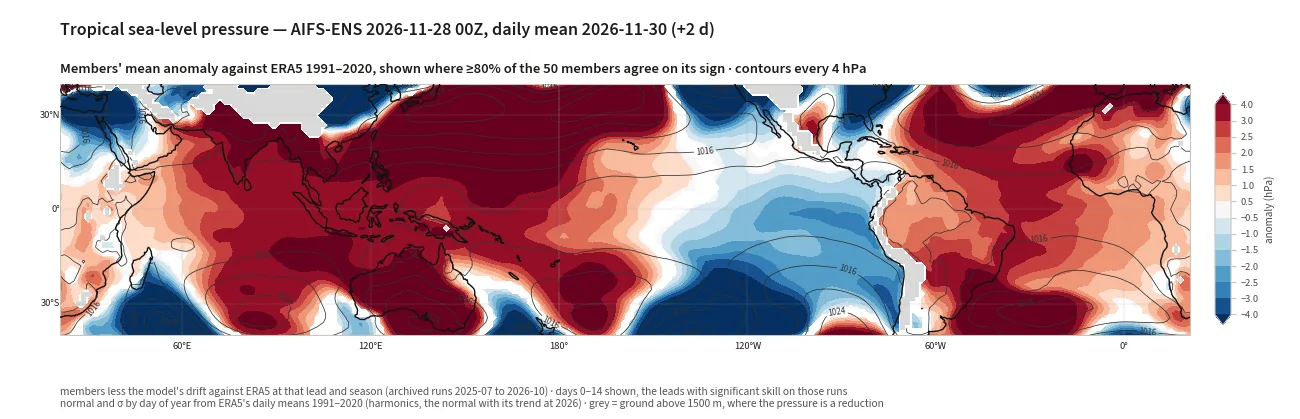 Tropical sea-level pressure — AIFS-ENS 2026-11-28 00Z, daily mean 2026-11-30 (+2 d)
Members' mean anomaly against ERA5 1991–2020, shown where ≥80% of the 50 members agree on its sign · contours every 4 hPa
30°N
0°
30°S
1016
1016
1016
1016
1016
1016
1024
1016
1016
1016
1016
60°E
120°E
180°
120°W
60°W
0°
4.0
3.0
2.0
1.5
1.0
0.5
−0.5
−1.0
−1.5
−2.0
−2.5
−3.0
−4.0
anomaly (hPa)
members less the model's drift against ERA5 at that lead and season (archived runs 2025-07 to 2026-10) · days 0–14 shown, the leads with significant skill on those runs
normal and σ by day of year from ERA5's daily means 1991–2020 (harmonics, the normal with its trend at 2026) · grey = ground above 1500 m, where the pressure is a reduction